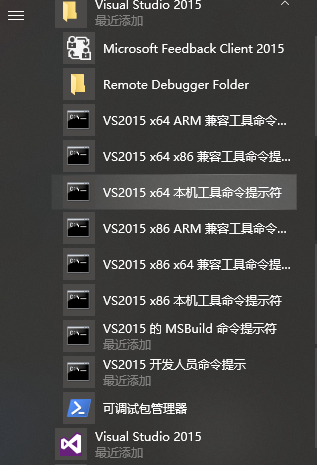 Visual Studio 2015
最近添加
Microsoft Feedback Client 2015
Remote Debugger Folder
VS2015 x64 ARM 兼容工具命令...
VS2015 x64 x86 兼容工具命令提...
VS2015 x64 本机工具命令提示符
VS2015 x86 ARM 兼容工具命令...
VS2015 x86 x64 兼容工具命令提...
VS2015 x86 本机工具命令提示符
VS2015 的 MSBuild 命令提示符
最近添加
VS2015 开发人员命令提示
最近添加
可调试包管理器
Visual Studio 2015
最近添加